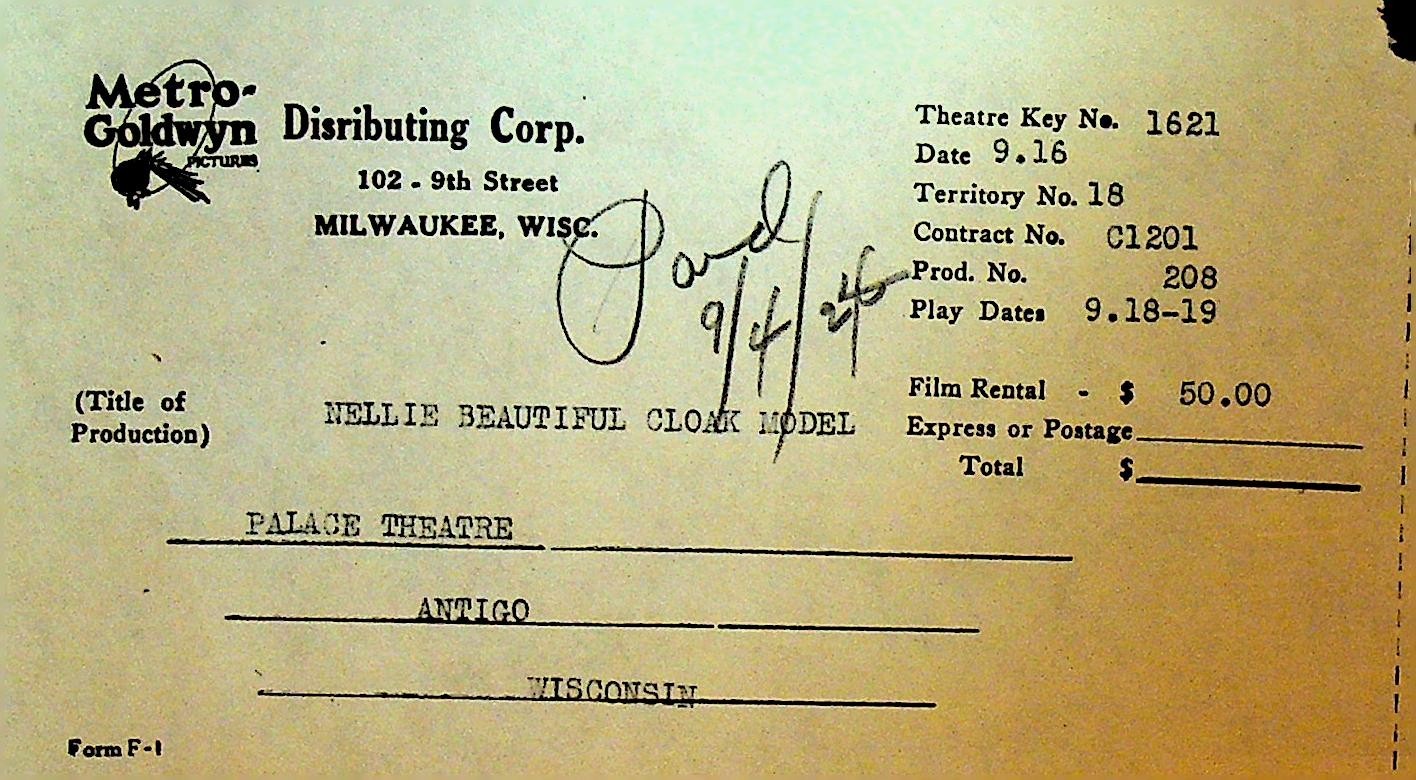 Metro-
Goldwyn
PICTURES
Disributing Corp.
102 - 9th Street
MILWAUKEE, WISC.
Theatre Key No. 1621
Date 9.16
Territory No. 18
Contract No. C1201
Prod. No. 208
Play Dates 9.18-19
Paid
9/4/
(Title of
Production)
NELLIE BEAUTIFUL CLOAK MODEL
Film Rental - $ 50.00
Express or Postage
Total $
PALACE THEATRE
ANTIGO
WISCONSIN
Form F-1